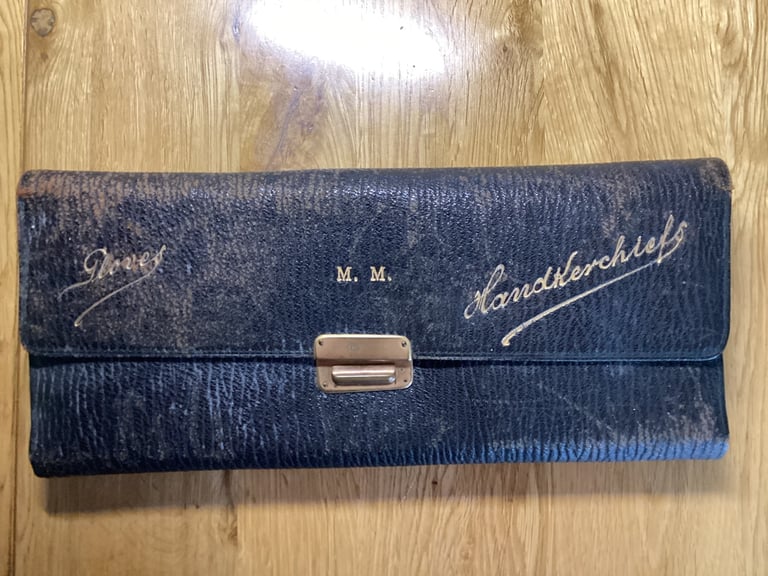 Gloves
M. M.
Handkerchiefs